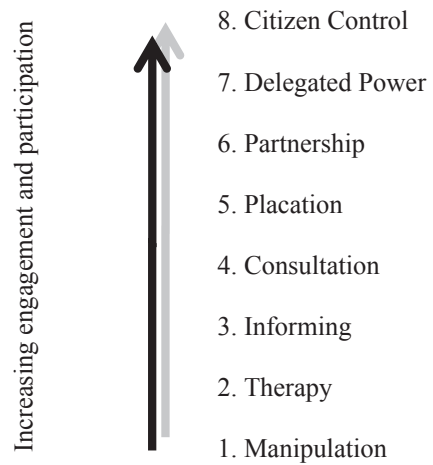 Increasing engagement and participation
8. Citizen Control
7. Delegated Power
6. Partnership
5. Placation
4. Consultation
3. Informing
2. Therapy
1. Manipulation